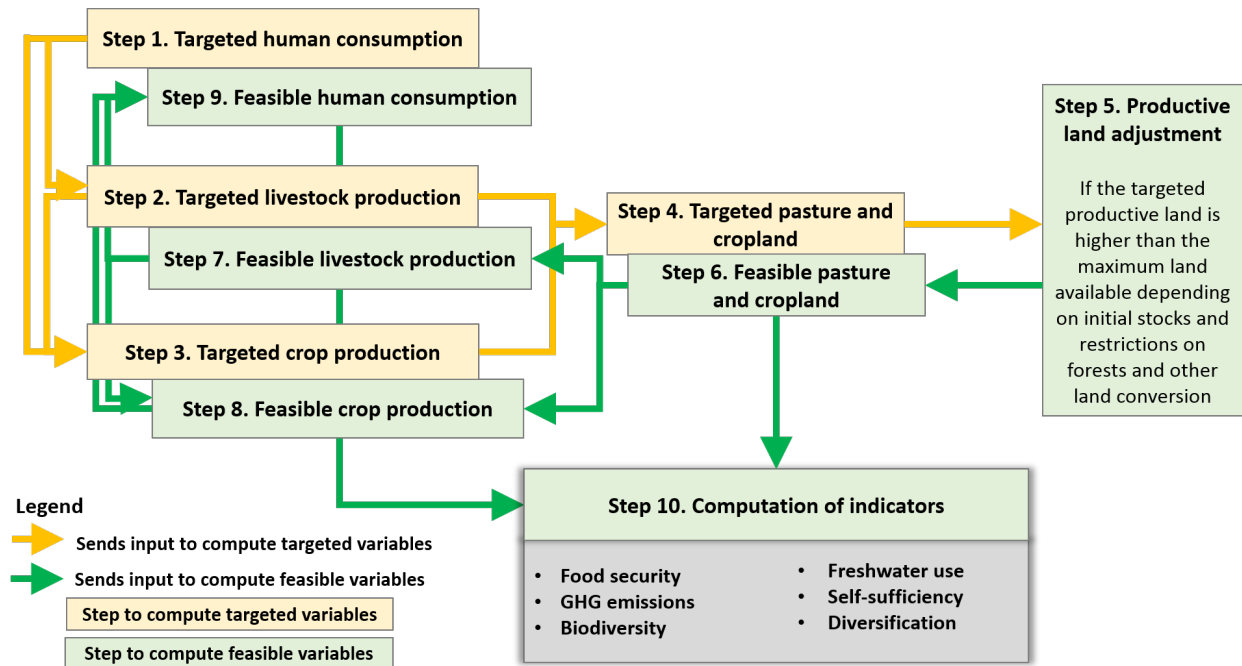 Step 1. Targeted human consumption
Step 9. Feasible human consumption
Step 2. Targeted livestock production
Step 7. Feasible livestock production
Step 3. Targeted crop production
Step 8. Feasible crop production
Step 4. Targeted pasture and
cropland
Step 6. Feasible pasture
and cropland
Step 5. Productive
land adjustment
If the targeted
productive land is
higher than the
maximum land
available depending
on initial stocks and
restrictions on
forests and other
land conversion
Step 10. Computation of indicators
• Food security
• GHG emissions
• Biodiversity
• Freshwater use
• Self-sufficiency
• Diversification
Legend
Sends input to compute targeted variables
Sends input to compute feasible variables
Step to compute targeted variables
Step to compute feasible variables